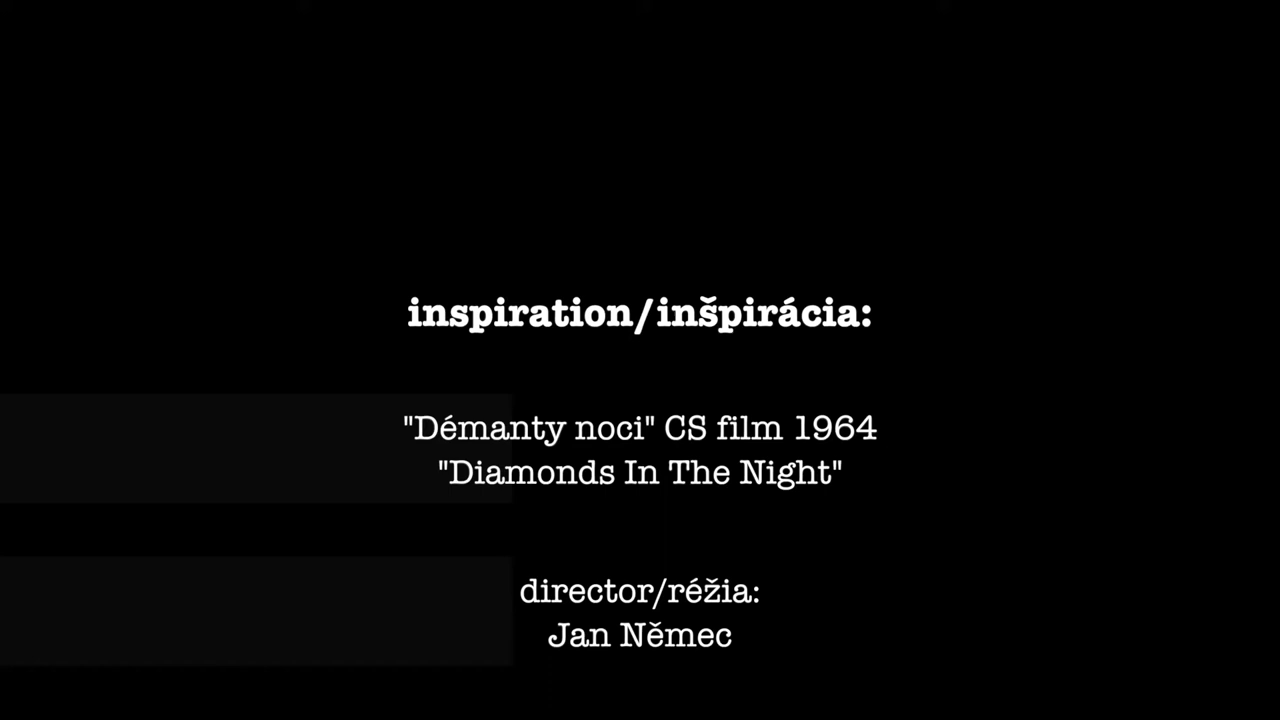 inspiration/inšpirácia:
"Démanty noci" CS film 1964
"Diamonds In The Night"
director/réžia:
Jan Němec